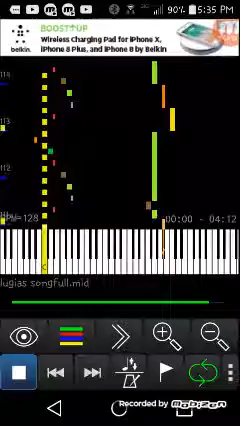 90% 5:35 PM
belkin
BOOST↑UP
Wireless Charging Pad for iPhone X,
iPhone 8 Plus, and iPhone 8 by Belkin
114
113
112
=128
00:00 - 04:12
C
lugias songfull.mid
Recorded by Mobizen